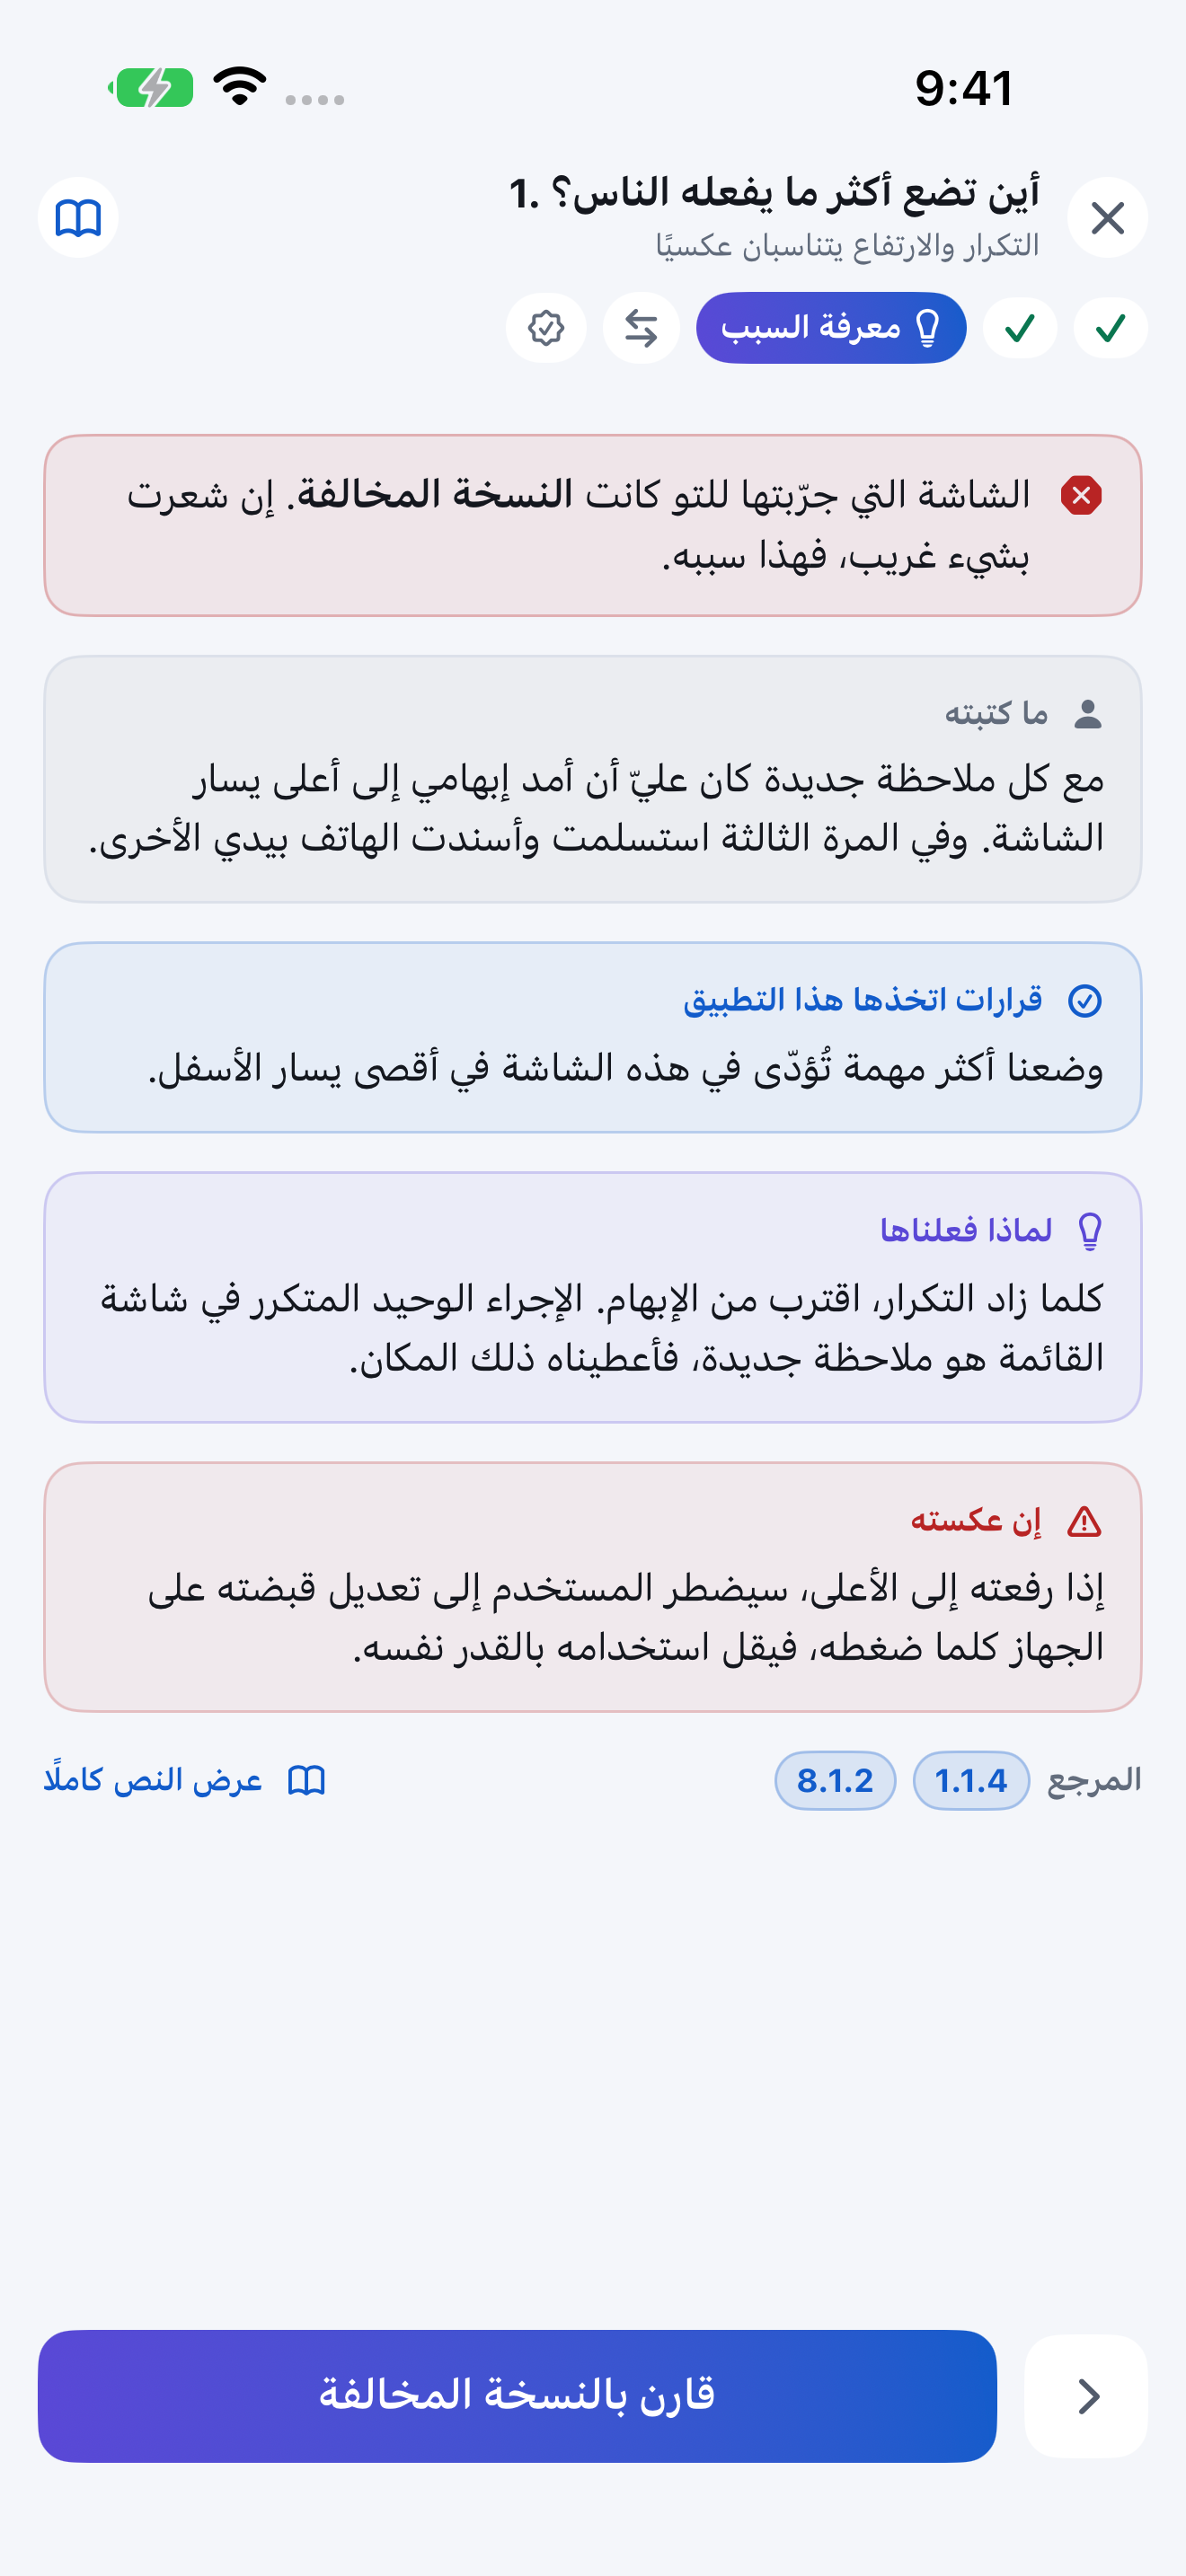 9:41
أين تضع أكثر ما يفعله الناس؟ .1
التكرار والارتفاع يتناسبان عكسيًا
معرفة السبب
الشاشة التي جرّبتها للتو كانت النسخة المخالفة. إن شعرت
بشيء غريب، فهذا سببه.
ما كتبته
مع كل ملاحظة جديدة كان عليّ أن أمد إبهامي إلى أعلى يسار
الشاشة. وفي المرة الثالثة استسلمت وأسندت الهاتف بيدي الأخرى.
قرارات اتخذها هذا التطبيق
وضعنا أكثر مهمة تُؤدّى في هذه الشاشة في أقصى يسار الأسفل.
لماذا فعلناها
كلما زاد التكرار، اقترب من الإبهام. الإجراء الوحيد المتكرر في شاشة
القائمة هو ملاحظة جديدة، فأعطيناه ذلك المكان.
إن عكسته
إذا رفعته إلى الأعلى، سيضطر المستخدم إلى تعديل قبضته على
الجهاز كلما ضغطه، فيقل استخدامه بالقدر نفسه.
المرجع 1.1.4 8.1.2 عرض النص كاملًا
قارن بالنسخة المخالفة